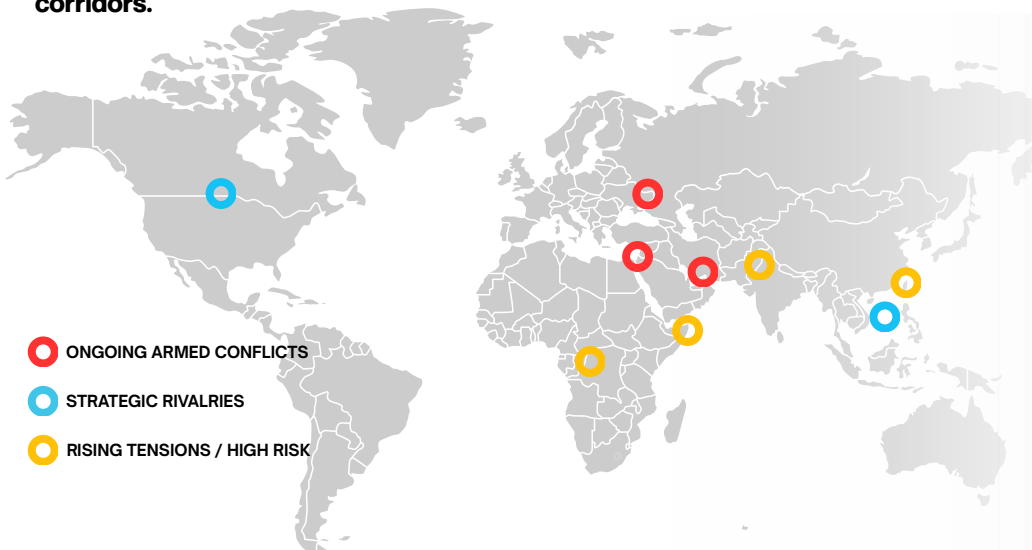 corridors.
ONGOING ARMED CONFLICTS
STRATEGIC RIVALRIES
RISING TENSIONS / HIGH RISK